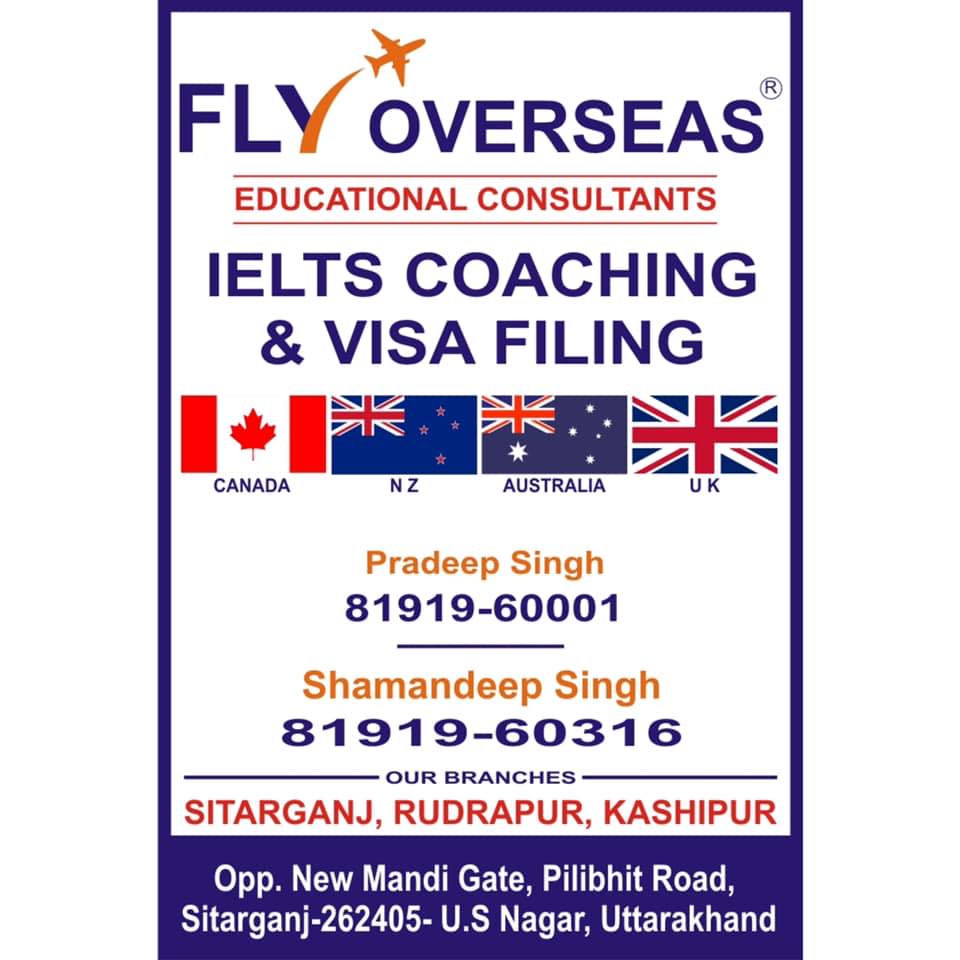 FLY OVERSEAS®
EDUCATIONAL CONSULTANTS
IELTS COACHING
& VISA FILING
CANADA N Z AUSTRALIA U K
Pradeep Singh
81919-60001
Shamandeep Singh
81919-60316
OUR BRANCHES
SITARGANJ, RUDRAPUR, KASHIPUR
Opp. New Mandi Gate, Pilibhit Road,
Sitarganj-262405- U.S Nagar, Uttarakhand